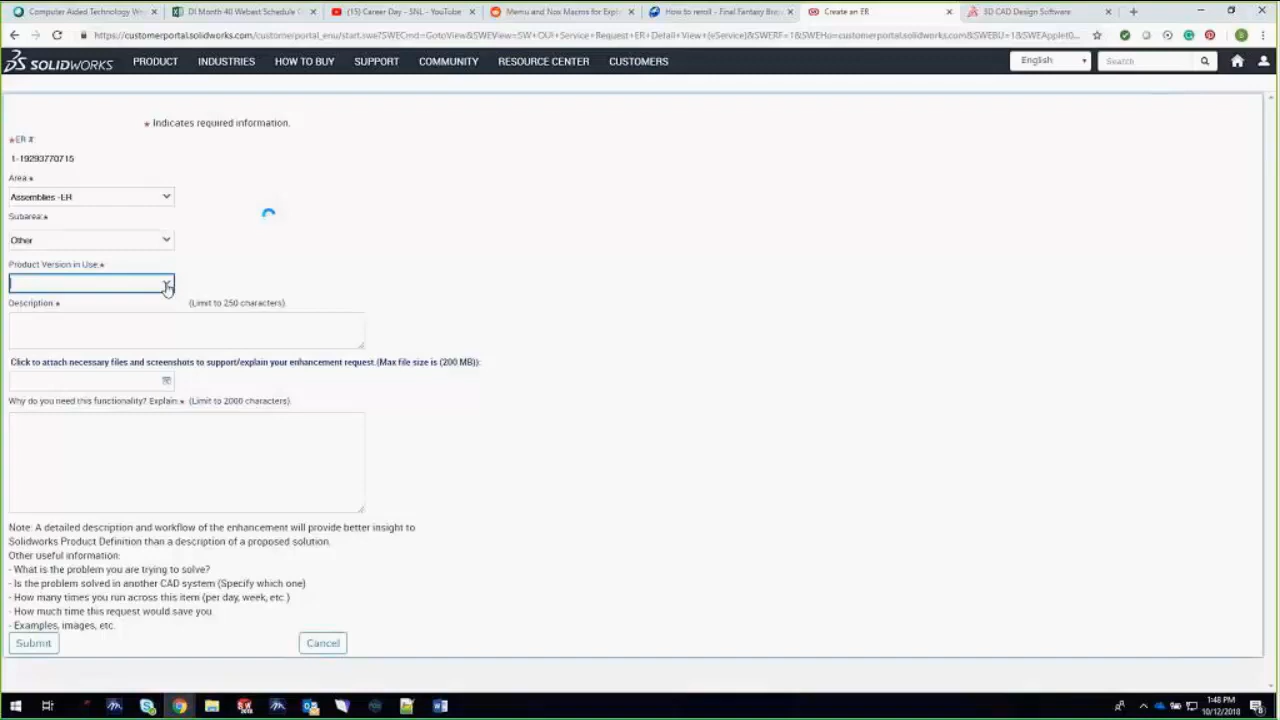 Computer Aided Technology We
DI Month 40 Webast Schedule C
(15) Career Day - SNL - YouTube
Memu and Nox Macros for Expl
How to reroll - Final Fantasy Bra
Create an ER
3D CAD Design Software
https://customerportal.solidworks.com/customerportal_enu/start.swe?SWECmd=GotoView&SWEView=SW+OUI+Service+Request+ER+Detail+View+(eService)&SWERF=1&SWEHo=customerportal.solidworks.com&SWEBU=1&SWEApplet0...
SOLIDWORKS
PRODUCT
INDUSTRIES
HOW TO BUY
SUPPORT
COMMUNITY
RESOURCE CENTER
CUSTOMERS
English
Search
* Indicates required information.
*ER #:
1-19293770715
Area:*
Assemblies -ER
Subarea:*
Other
Product Version in Use:*
Description * (Limit to 250 characters)
Click to attach necessary files and screenshots to support/explain your enhancement request.(Max file size is (200 MB)):
Why do you need this functionality? Explain:* (Limit to 2000 characters)
Note: A detailed description and workflow of the enhancement will provide better insight to
Solidworks Product Definition than a description of a proposed solution.
Other useful information:
- What is the problem you are trying to solve?
- Is the problem solved in another CAD system (Specify which one)
- How many times you run across this item (per day, week, etc.)
- How much time this request would save you
- Examples, images, etc.
Submit
Cancel
1:48 PM
10/12/2018